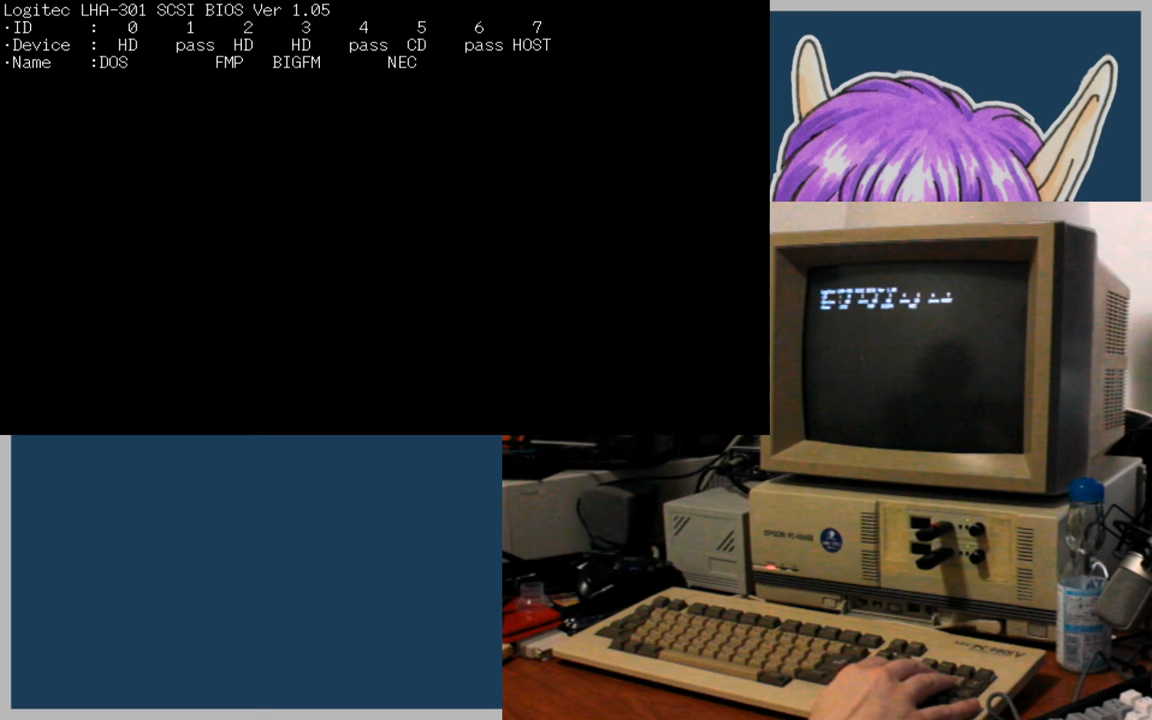 Logitec LHA-301 SCSI BIOS Ver 1.05
·ID : 0 1 2 3 4 5 6 7
·Device : HD pass HD HD pass CD pass HOST
·Name :DOS FMP BIGFM NEC
EPSON